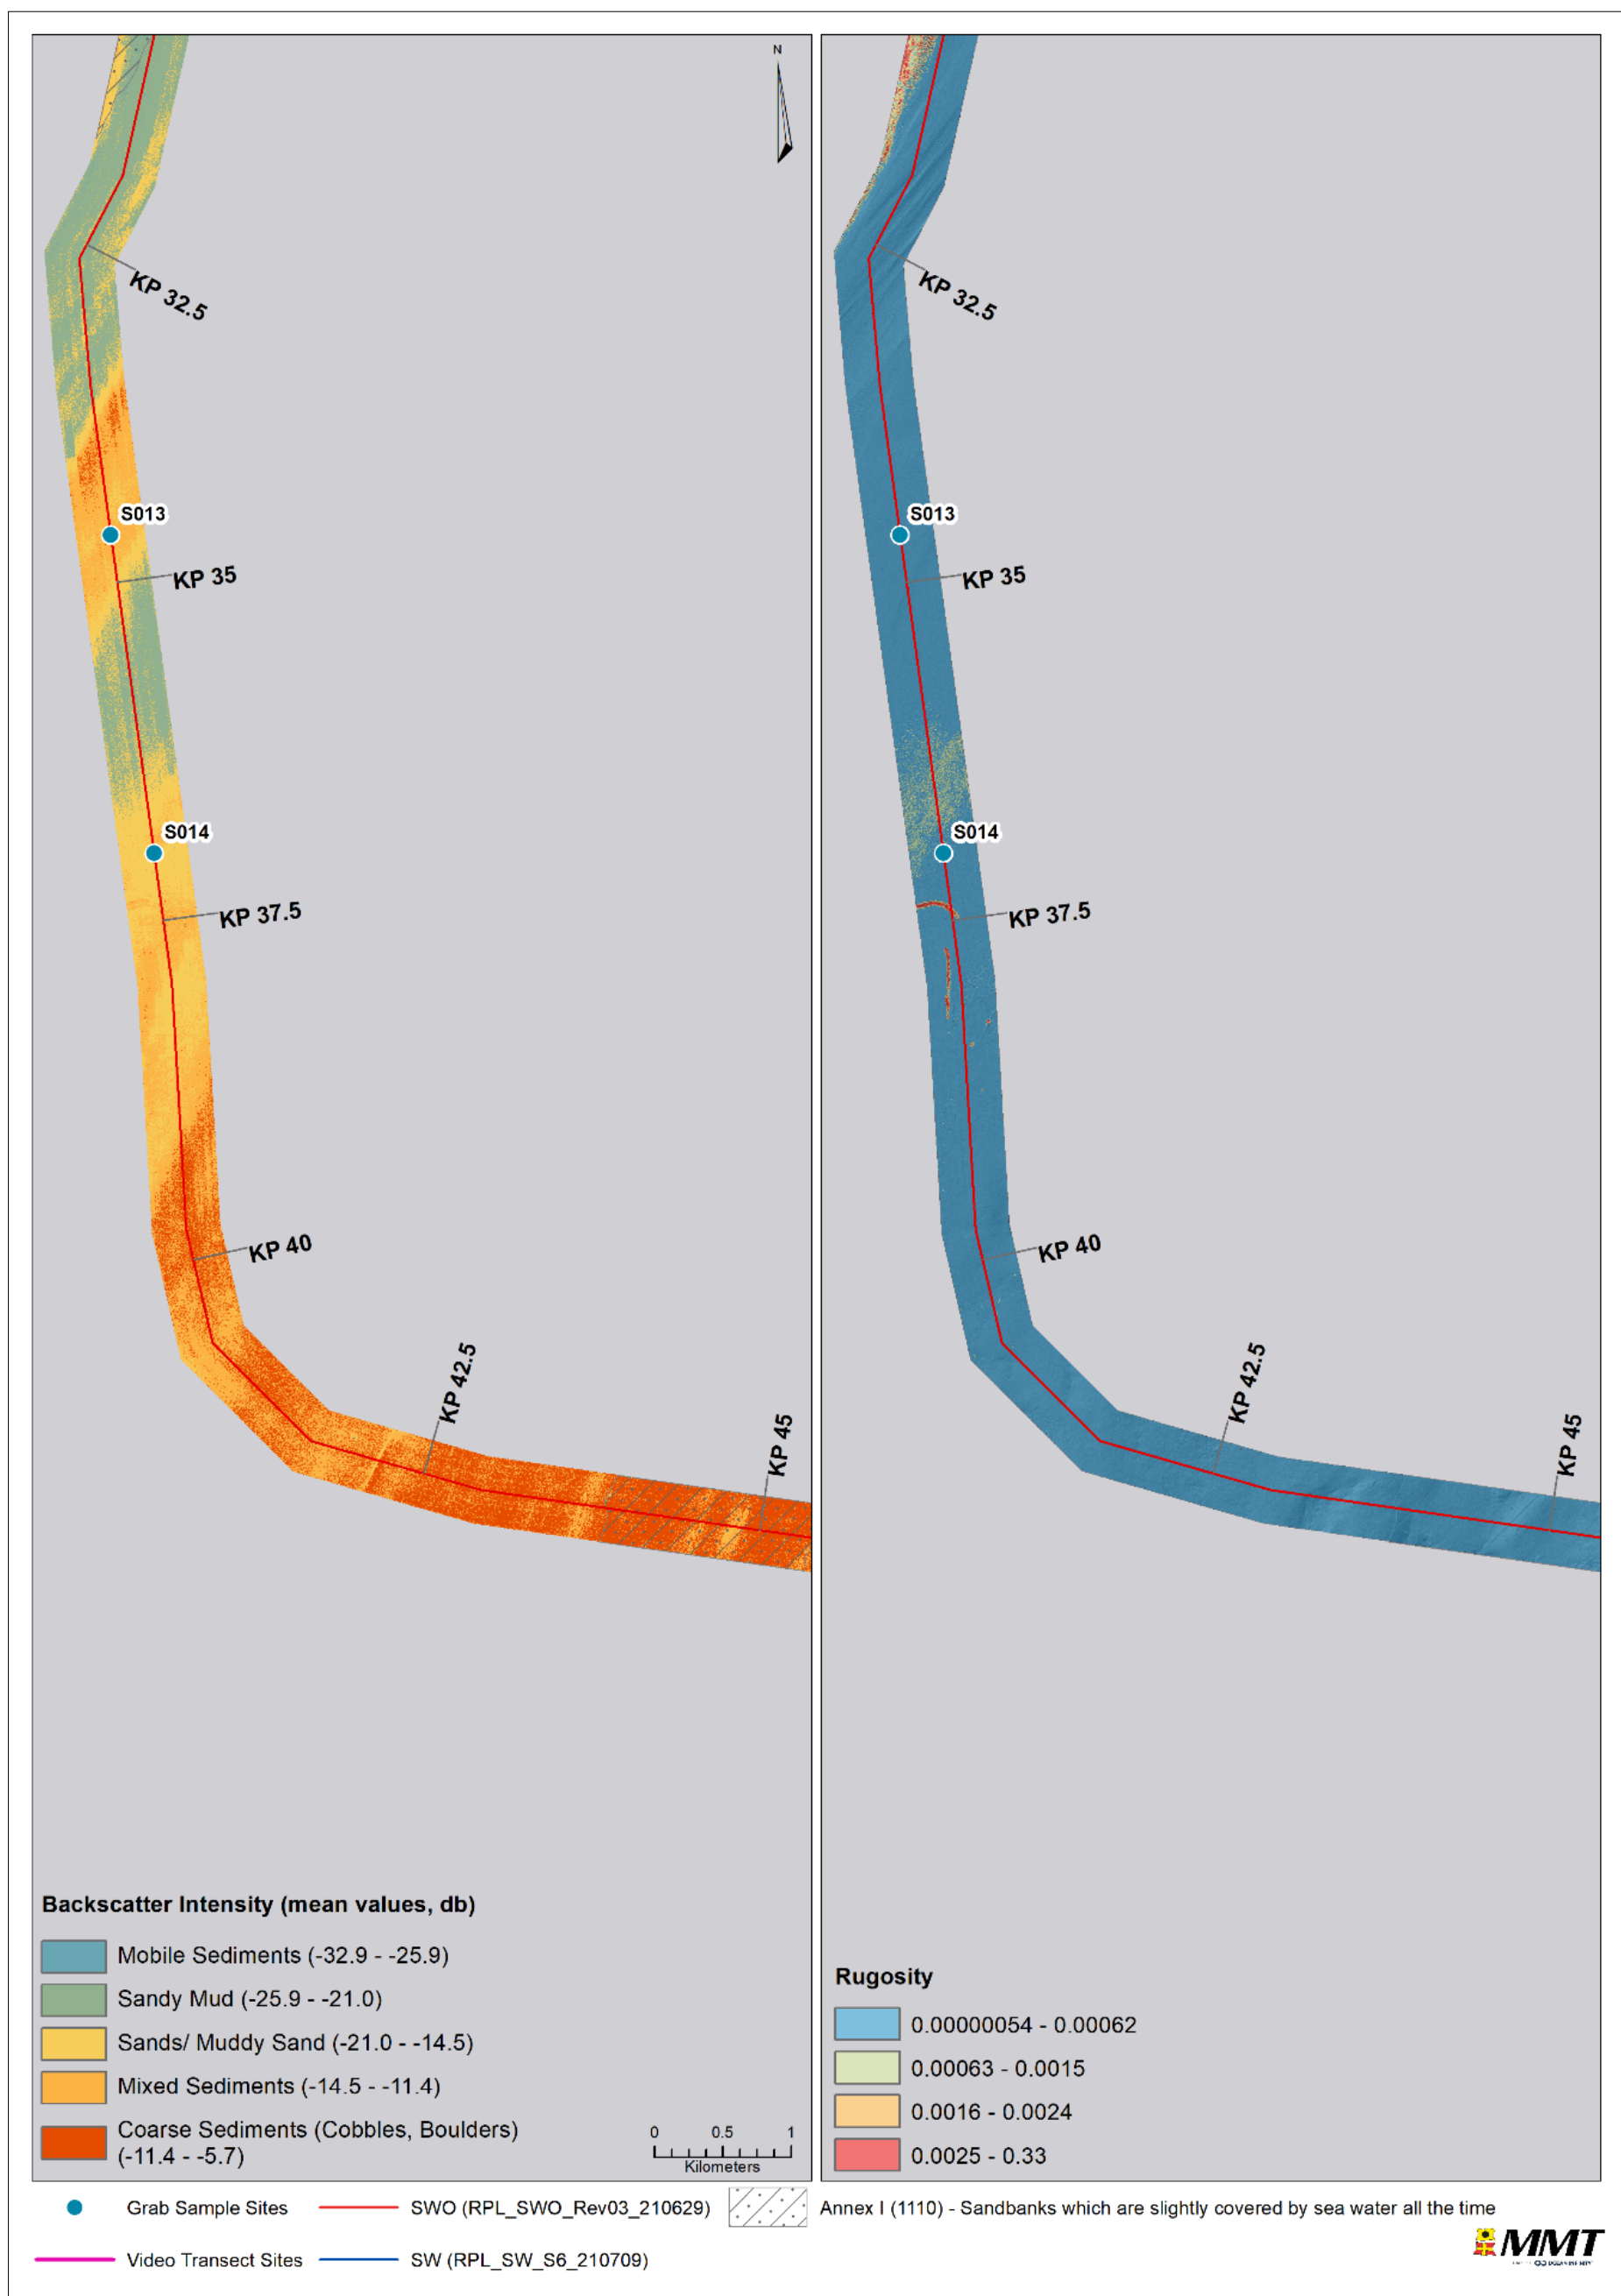 N
KP 32.5
S013
KP 35
S014
KP 37.5
KP 40
KP 42.5
KP 45
Backscatter Intensity (mean values, db)
Mobile Sediments (-32.9 - -25.9)
Sandy Mud (-25.9 - -21.0)
Sands/ Muddy Sand (-21.0 - -14.5)
Mixed Sediments (-14.5 - -11.4)
Coarse Sediments (Cobbles, Boulders)
(-11.4 - -5.7)
0 0.5 1
Kilometers
KP 32.5
S013
KP 35
S014
KP 37.5
KP 40
KP 42.5
KP 45
Rugosity
0.00000054 - 0.00062
0.00063 - 0.0015
0.0016 - 0.0024
0.0025 - 0.33
Grab Sample Sites
SWO (RPL_SWO_Rev03_210629)
Annex I (1110) - Sandbanks which are slightly covered by sea water all the time
Video Transect Sites
SW (RPL_SW_S6_210709)
MMT